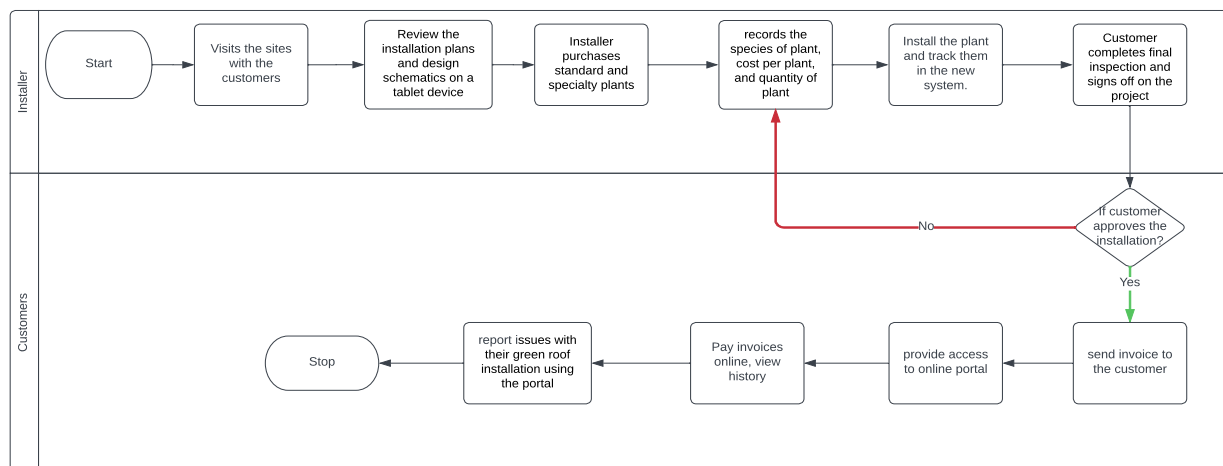 Installer
Start
Visits the sites
with the
customers
Review the
installation plans
and design
schematics on a
tablet device
Installer
purchases
standard and
specialty plants
records the
species of plant,
cost per plant,
and quantity of
plant
Install the plant
and track them
in the new
system.
Customer
completes final
inspection and
signs off on the
project
Customers
If customer
approves the
installation?
No
Yes
send invoice to
the customer
provide access
to online portal
Pay invoices
online, view
history
report issues with
their green roof
installation using
the portal
Stop